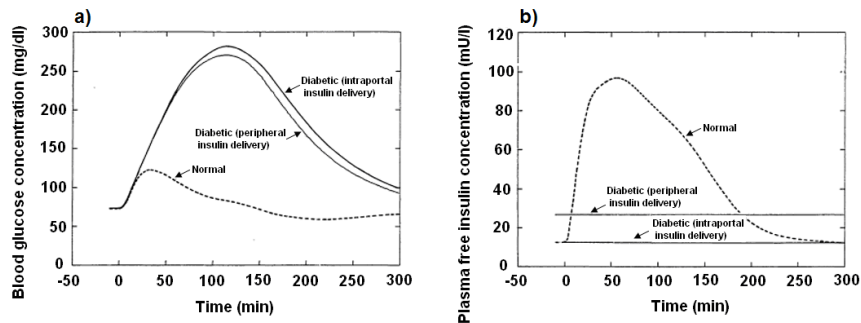 a)
Blood glucose concentration (mg/dl)
300
250
200
150
100
50
0
-50
0
50
100
150
200
250
300
Time (min)
Diabetic (intraportal
insulin delivery)
Diabetic (peripheral
insulin delivery)
Normal
b)
Plasma free insulin concentration (mU/l)
120
100
80
60
40
20
0
-50
0
50
100
150
200
250
300
Time (min)
Normal
Diabetic (peripheral
insulin delivery)
Diabetic (intraportal
insulin delivery)